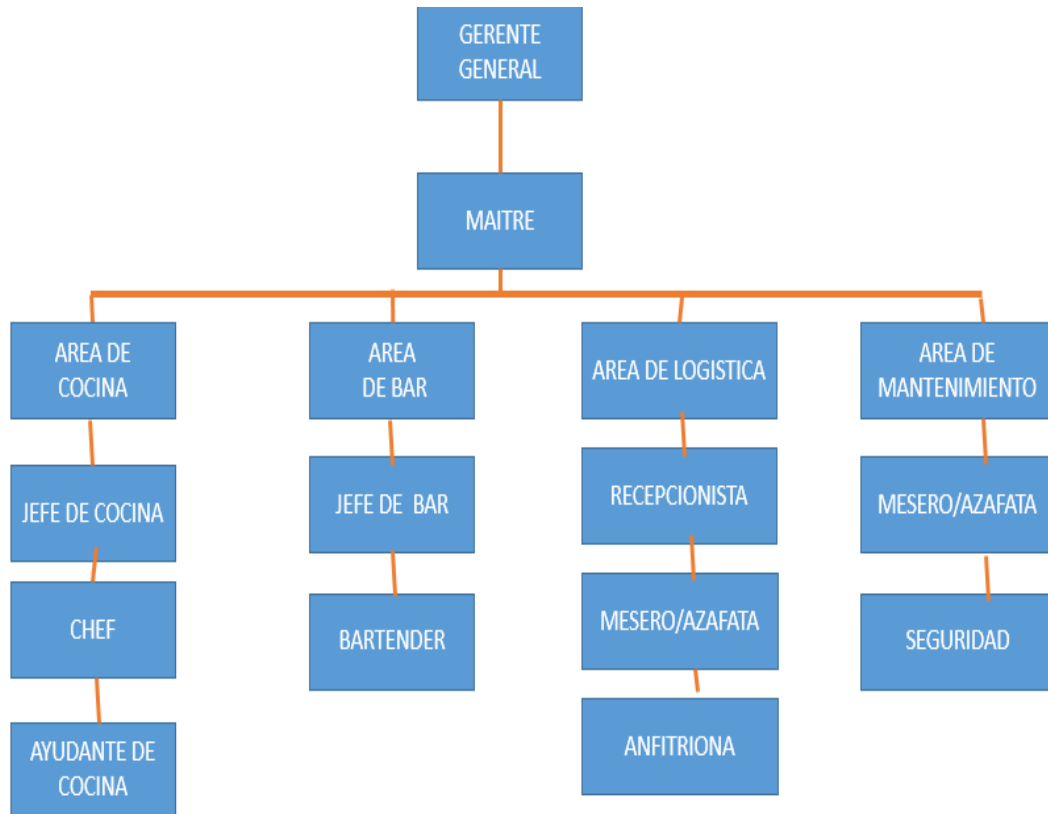 GERENTE
GENERAL
MAITRE
AREA DE
COCINA
AREA
DE BAR
AREA DE LOGISTICA
AREA DE
MANTENIMIENTO
JEFE DE COCINA
JEFE DE BAR
RECEPCIONISTA
MESERO/AZAFATA
CHEF
BARTENDER
MESERO/AZAFATA
SEGURIDAD
AYUDANTE DE
COCINA
ANFITRIONA